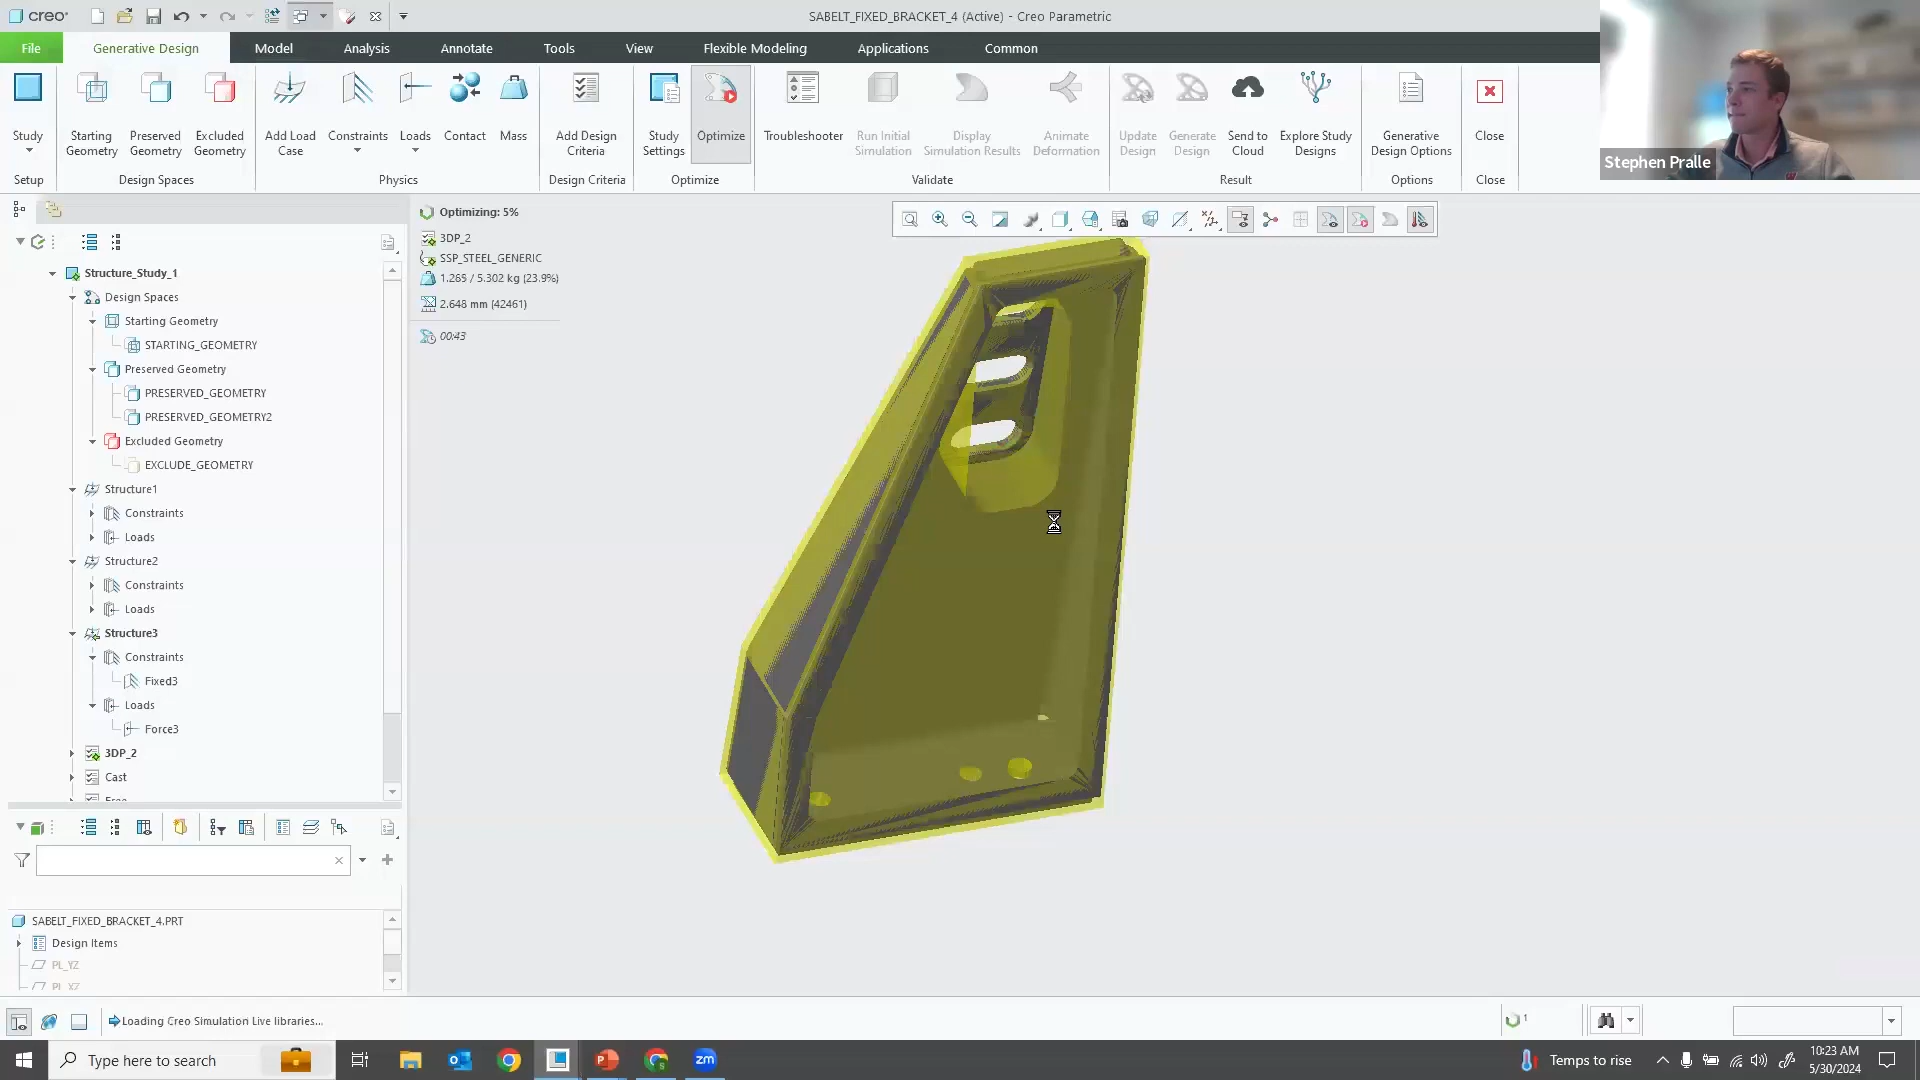 creo
SABELT_FIXED_BRACKET_4 (Active) - Creo Parametric
File
Generative Design
Model
Analysis
Annotate
Tools
View
Flexible Modeling
Applications
Common
Study
Starting Geometry
Preserved Geometry
Excluded Geometry
Add Load Case
Constraints
Loads
Contact
Mass
Add Design Criteria
Study Settings
Optimize
Troubleshooter
Run Initial Simulation
Display Simulation Results
Animate Deformation
Update Design
Generate Design
Send to Cloud
Explore Study Designs
Generative Design Options
Close
Setup
Design Spaces
Physics
Design Criteria
Optimize
Validate
Result
Options
Close
Stephen Pralle
Optimizing: 5%
3DP_2
SSP_STEEL_GENERIC
1.265 / 5.302 kg (23.9%)
2.648 mm (42461)
00:43
Structure_Study_1
Design Spaces
Starting Geometry
STARTING_GEOMETRY
Preserved Geometry
PRESERVED_GEOMETRY
PRESERVED_GEOMETRY2
Excluded Geometry
EXCLUDE_GEOMETRY
Structure1
Constraints
Loads
Structure2
Constraints
Loads
Structure3
Constraints
Fixed3
Loads
Force3
3DP_2
Cast
SABELT_FIXED_BRACKET_4.PRT
Design Items
PL_YZ
PL_XZ
Loading Creo Simulation Live libraries...
1
Type here to search
zm
Temps to rise
10:23 AM
5/30/2024